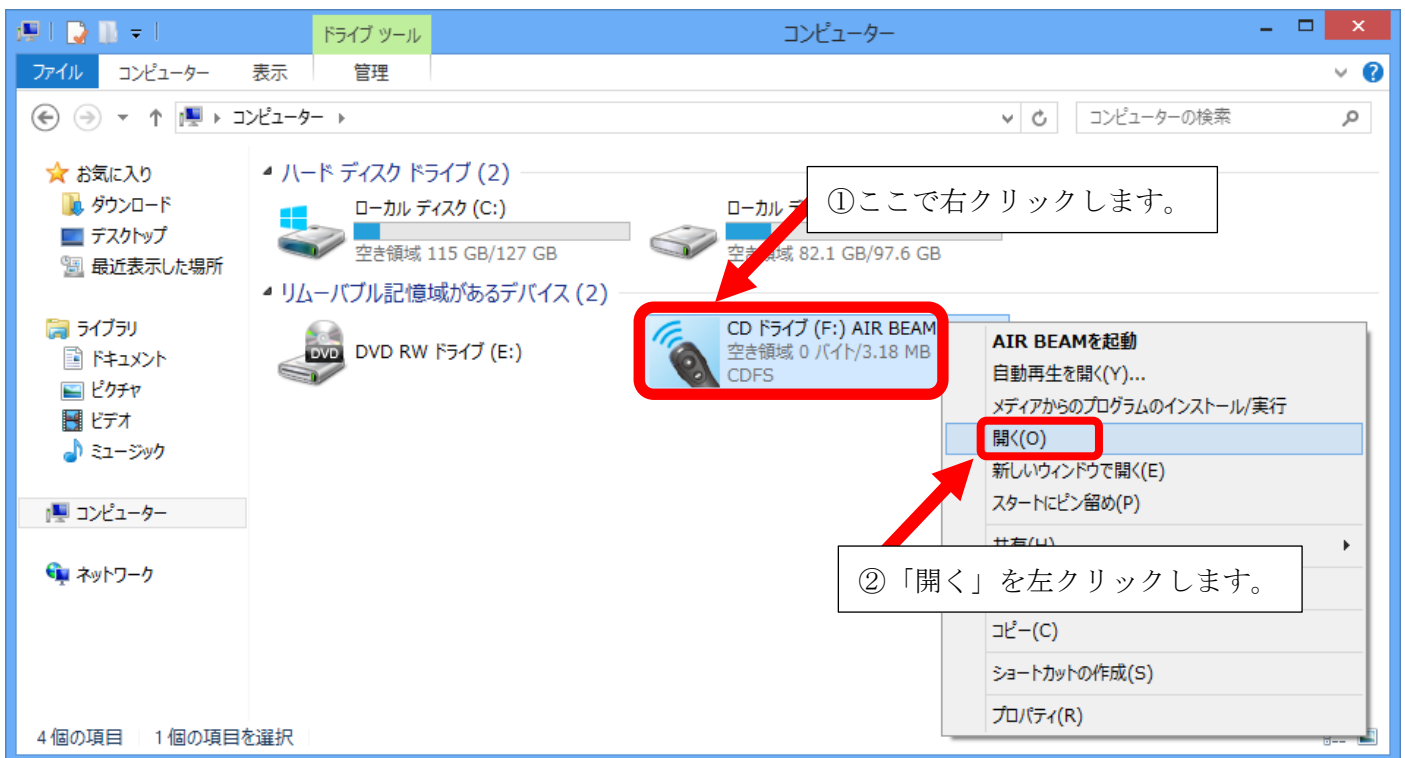 ドライブ ツール
コンピューター
ファイル
コンピューター
表示
管理
コンピューター
コンピューターの検索
お気に入り
ダウンロード
デスクトップ
最近表示した場所
ライブラリ
ドキュメント
ピクチャ
ビデオ
ミュージック
コンピューター
ネットワーク
ハード ディスク ドライブ (2)
ローカル ディスク (C:)
空き領域 115 GB/127 GB
ローカル
空き領域 82.1 GB/97.6 GB
①ここで右クリックします。
リムーバブル記憶域があるデバイス (2)
DVD
DVD RW ドライブ (E:)
CD ドライブ (F:) AIR BEAM
空き領域 0 バイト/3.18 MB
CDFS
AIR BEAMを起動
自動再生を開く(Y)...
メディアからのプログラムのインストール/実行
開く(O)
新しいウィンドウで開く(E)
スタートにピン留め(P)
共有(H)
②「開く」を左クリックします。
コピー(C)
ショートカットの作成(S)
プロパティ(R)
4 個の項目
1 個の項目を選択